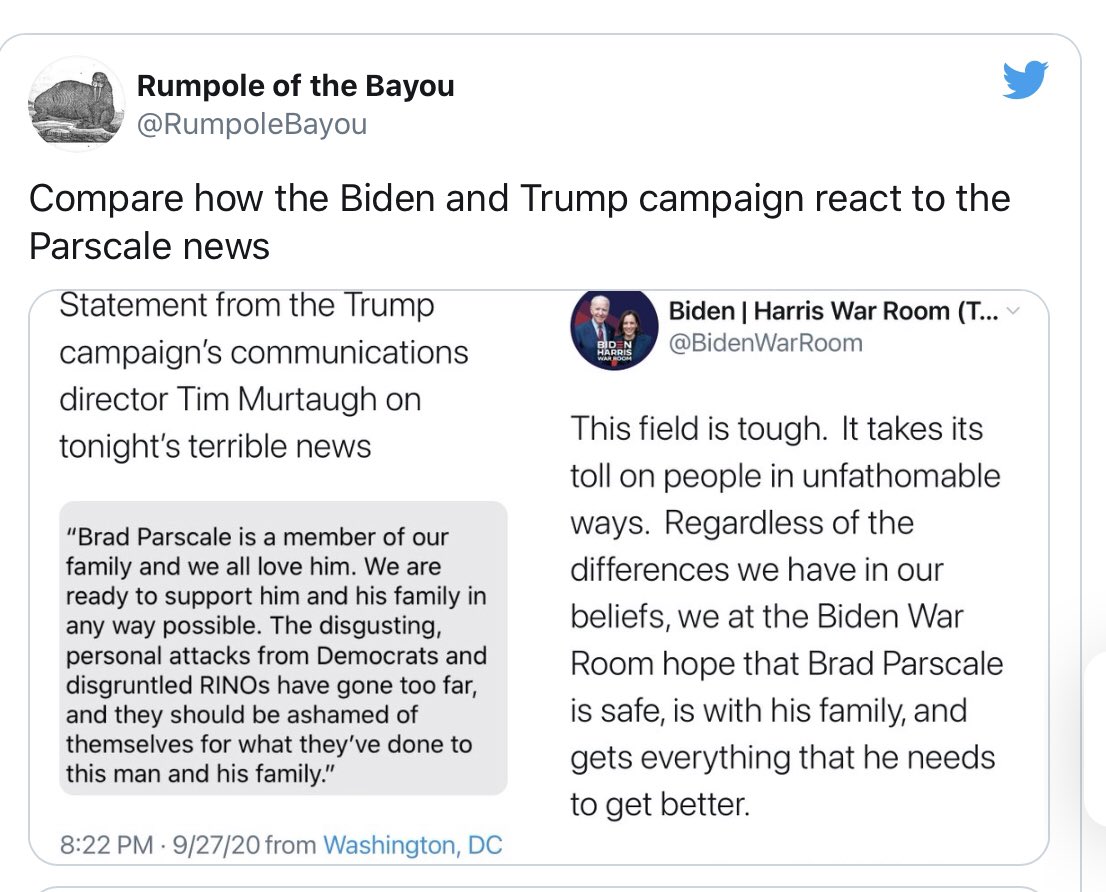 Rumpole of the Bayou
@RumpoleBayou
Compare how the Biden and Trump campaign react to the
Parscale news
Statement from the Trump
campaign's communications
director Tim Murtaugh on
tonight's terrible news
"Brad Parscale is a member of our
family and we all love him. We are
ready to support him and his family in
any way possible. The disgusting,
personal attacks from Democrats and
disgruntled RINOs have gone too far,
and they should be ashamed of
themselves for what they've done to
this man and his family."
8:22 PM · 9/27/20 from Washington, DC
BIDEN
HARRIS
WAR ROOM
Biden | Harris War Room (T...
@BidenWarRoom
This field is tough. It takes its
toll on people in unfathomable
ways. Regardless of the
differences we have in our
beliefs, we at the Biden War
Room hope that Brad Parscale
is safe, is with his family, and
gets everything that he needs
to get better.